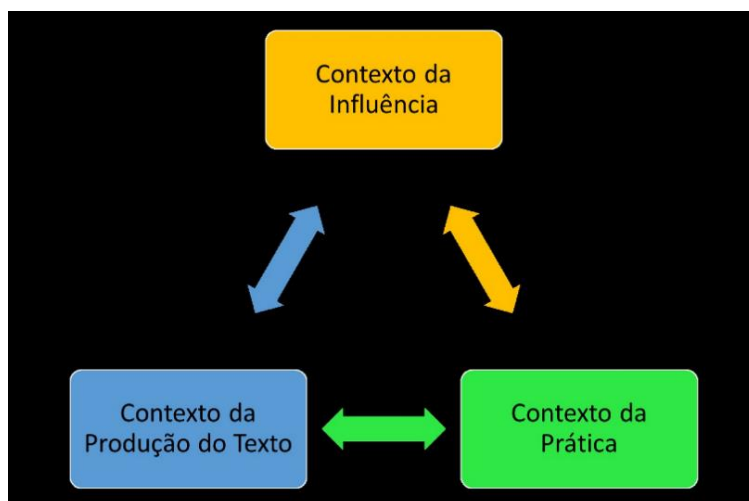 Contexto da
Influência
Contexto da
Produção do Texto
Contexto da
Prática